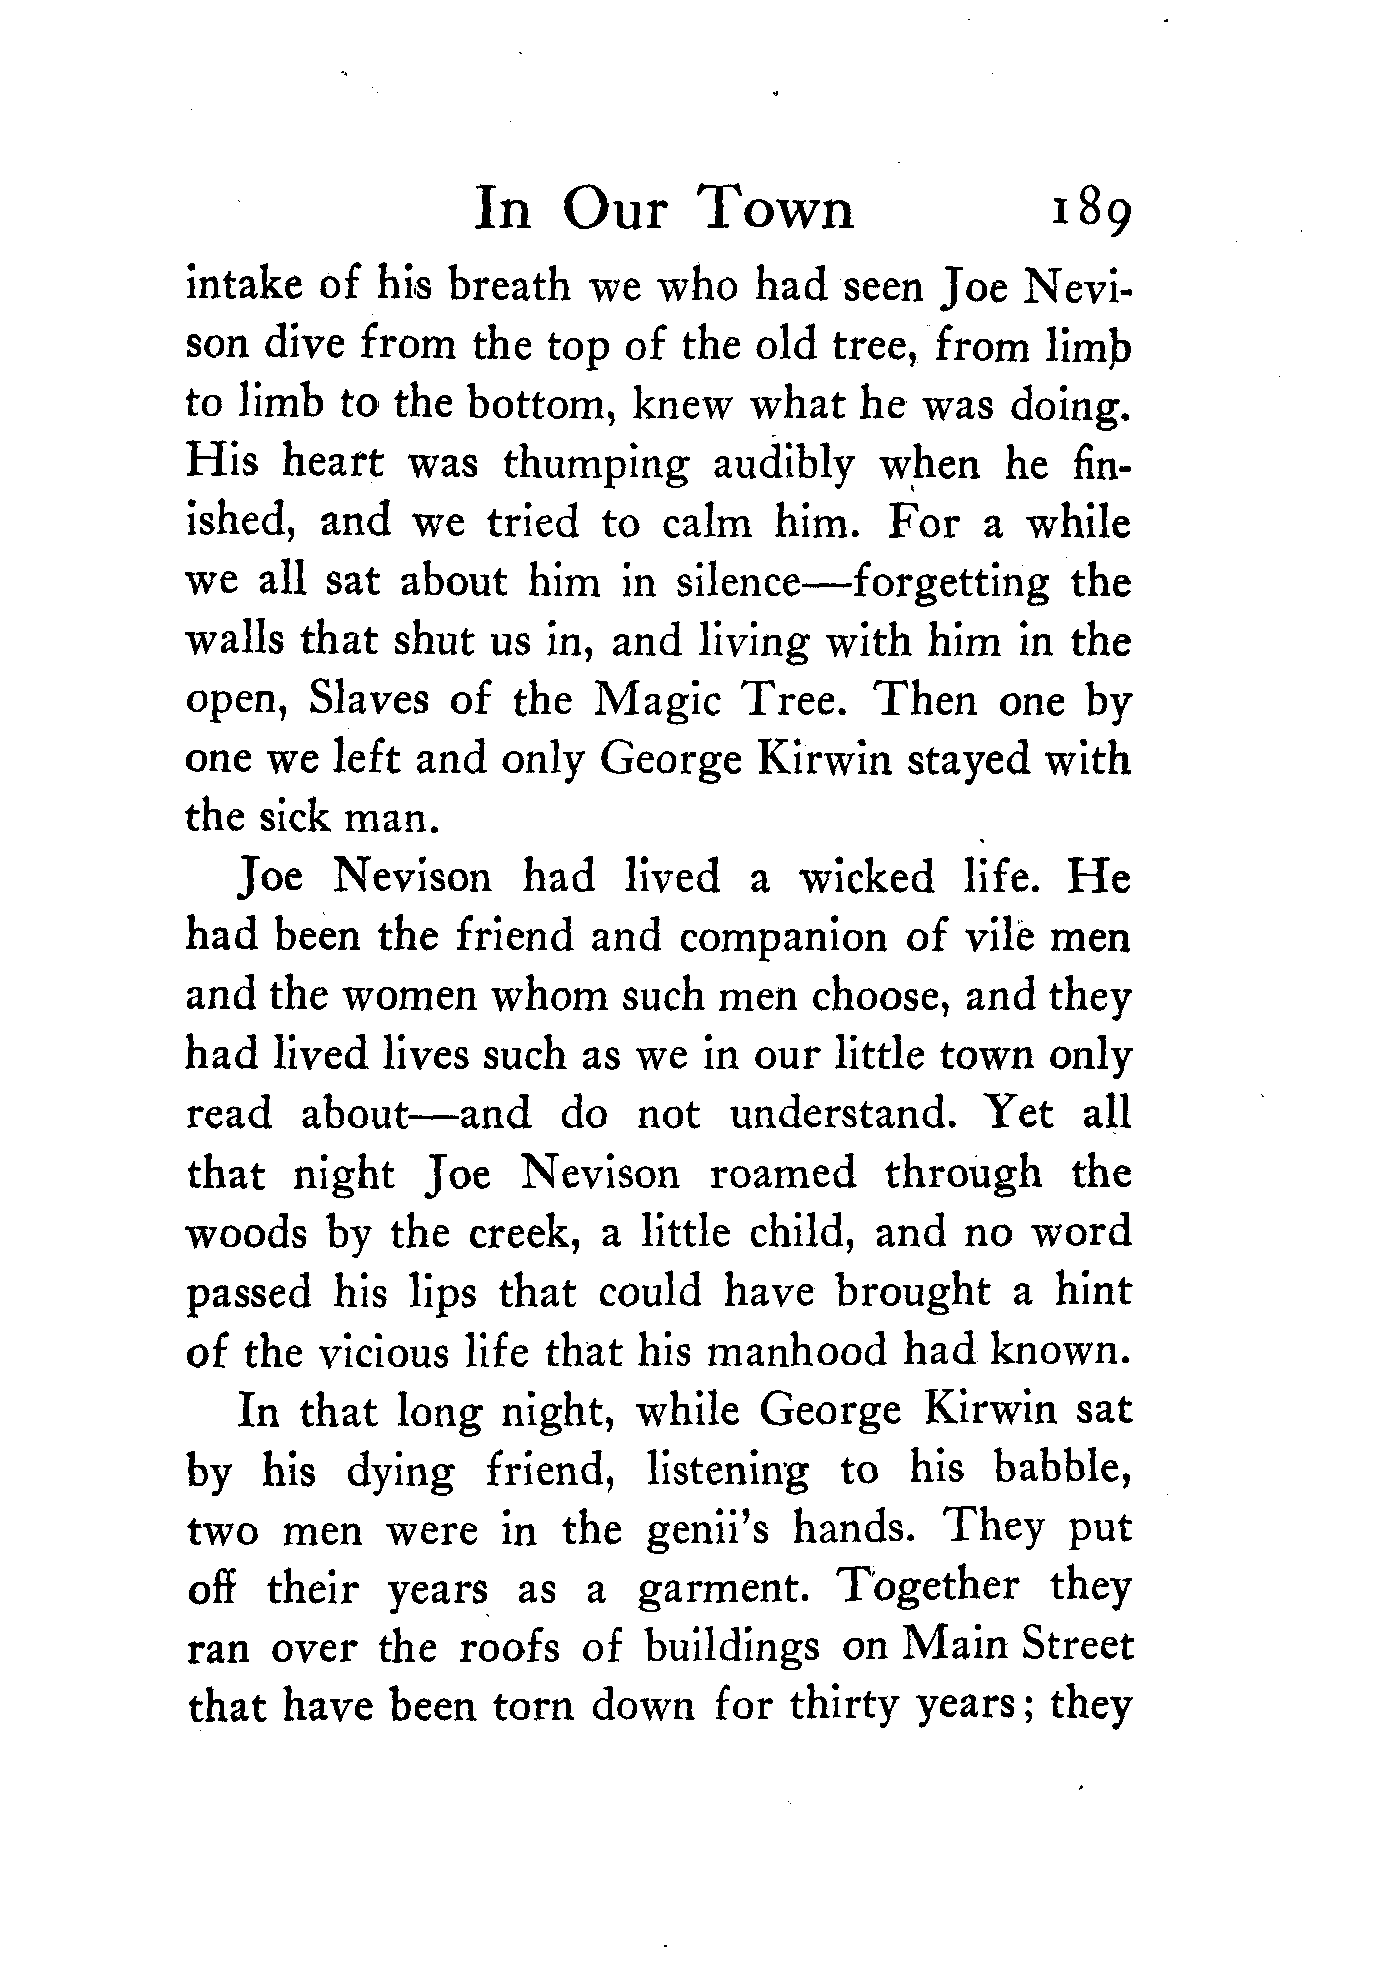 In Our Town 189
intake of his breath we who had seen Joe Nevi-
son dive from the top of the old tree, from limb
to limb to the bottom, knew what he was doing.
His heart was thumping audibly when he fin-
ished, and we tried to calm him. For a while
we all sat about him in silence—forgetting the
walls that shut us in, and living with him in the
open, Slaves of the Magic Tree. Then one by
one we left and only George Kirwin stayed with
the sick man.
Joe Nevison had lived a wicked life. He
had been the friend and companion of vile men
and the women whom such men choose, and they
had lived lives such as we in our little town only
read about—and do not understand. Yet all
that night Joe Nevison roamed through the
woods by the creek, a little child, and no word
passed his lips that could have brought a hint
of the vicious life that his manhood had known.
In that long night, while George Kirwin sat
by his dying friend, listening to his babble,
two men were in the genii's hands. They put
off their years as a garment. Together they
ran over the roofs of buildings on Main Street
that have been torn down for thirty years; they